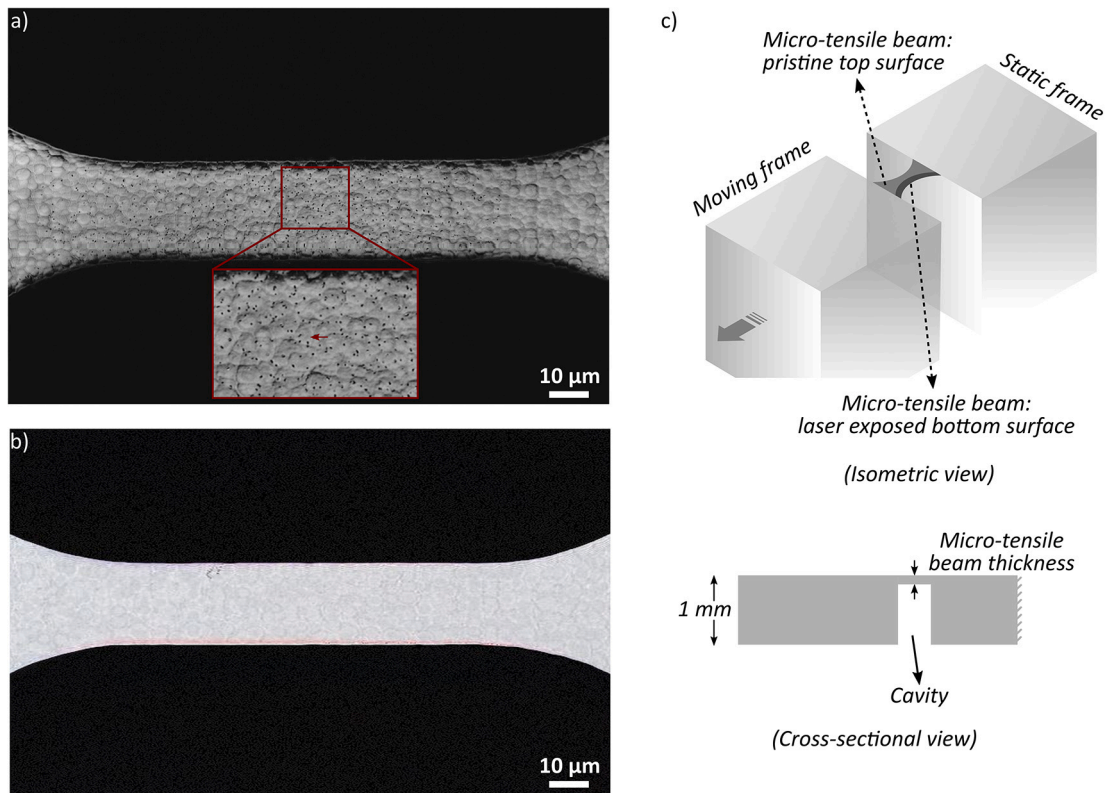 a)
10 µm
b)
10 µm
c)
Micro-tensile beam:
pristine top surface
Static frame
Moving frame
Micro-tensile beam:
laser exposed bottom surface
(Isometric view)
Micro-tensile
beam thickness
1 mm
Cavity
(Cross-sectional view)